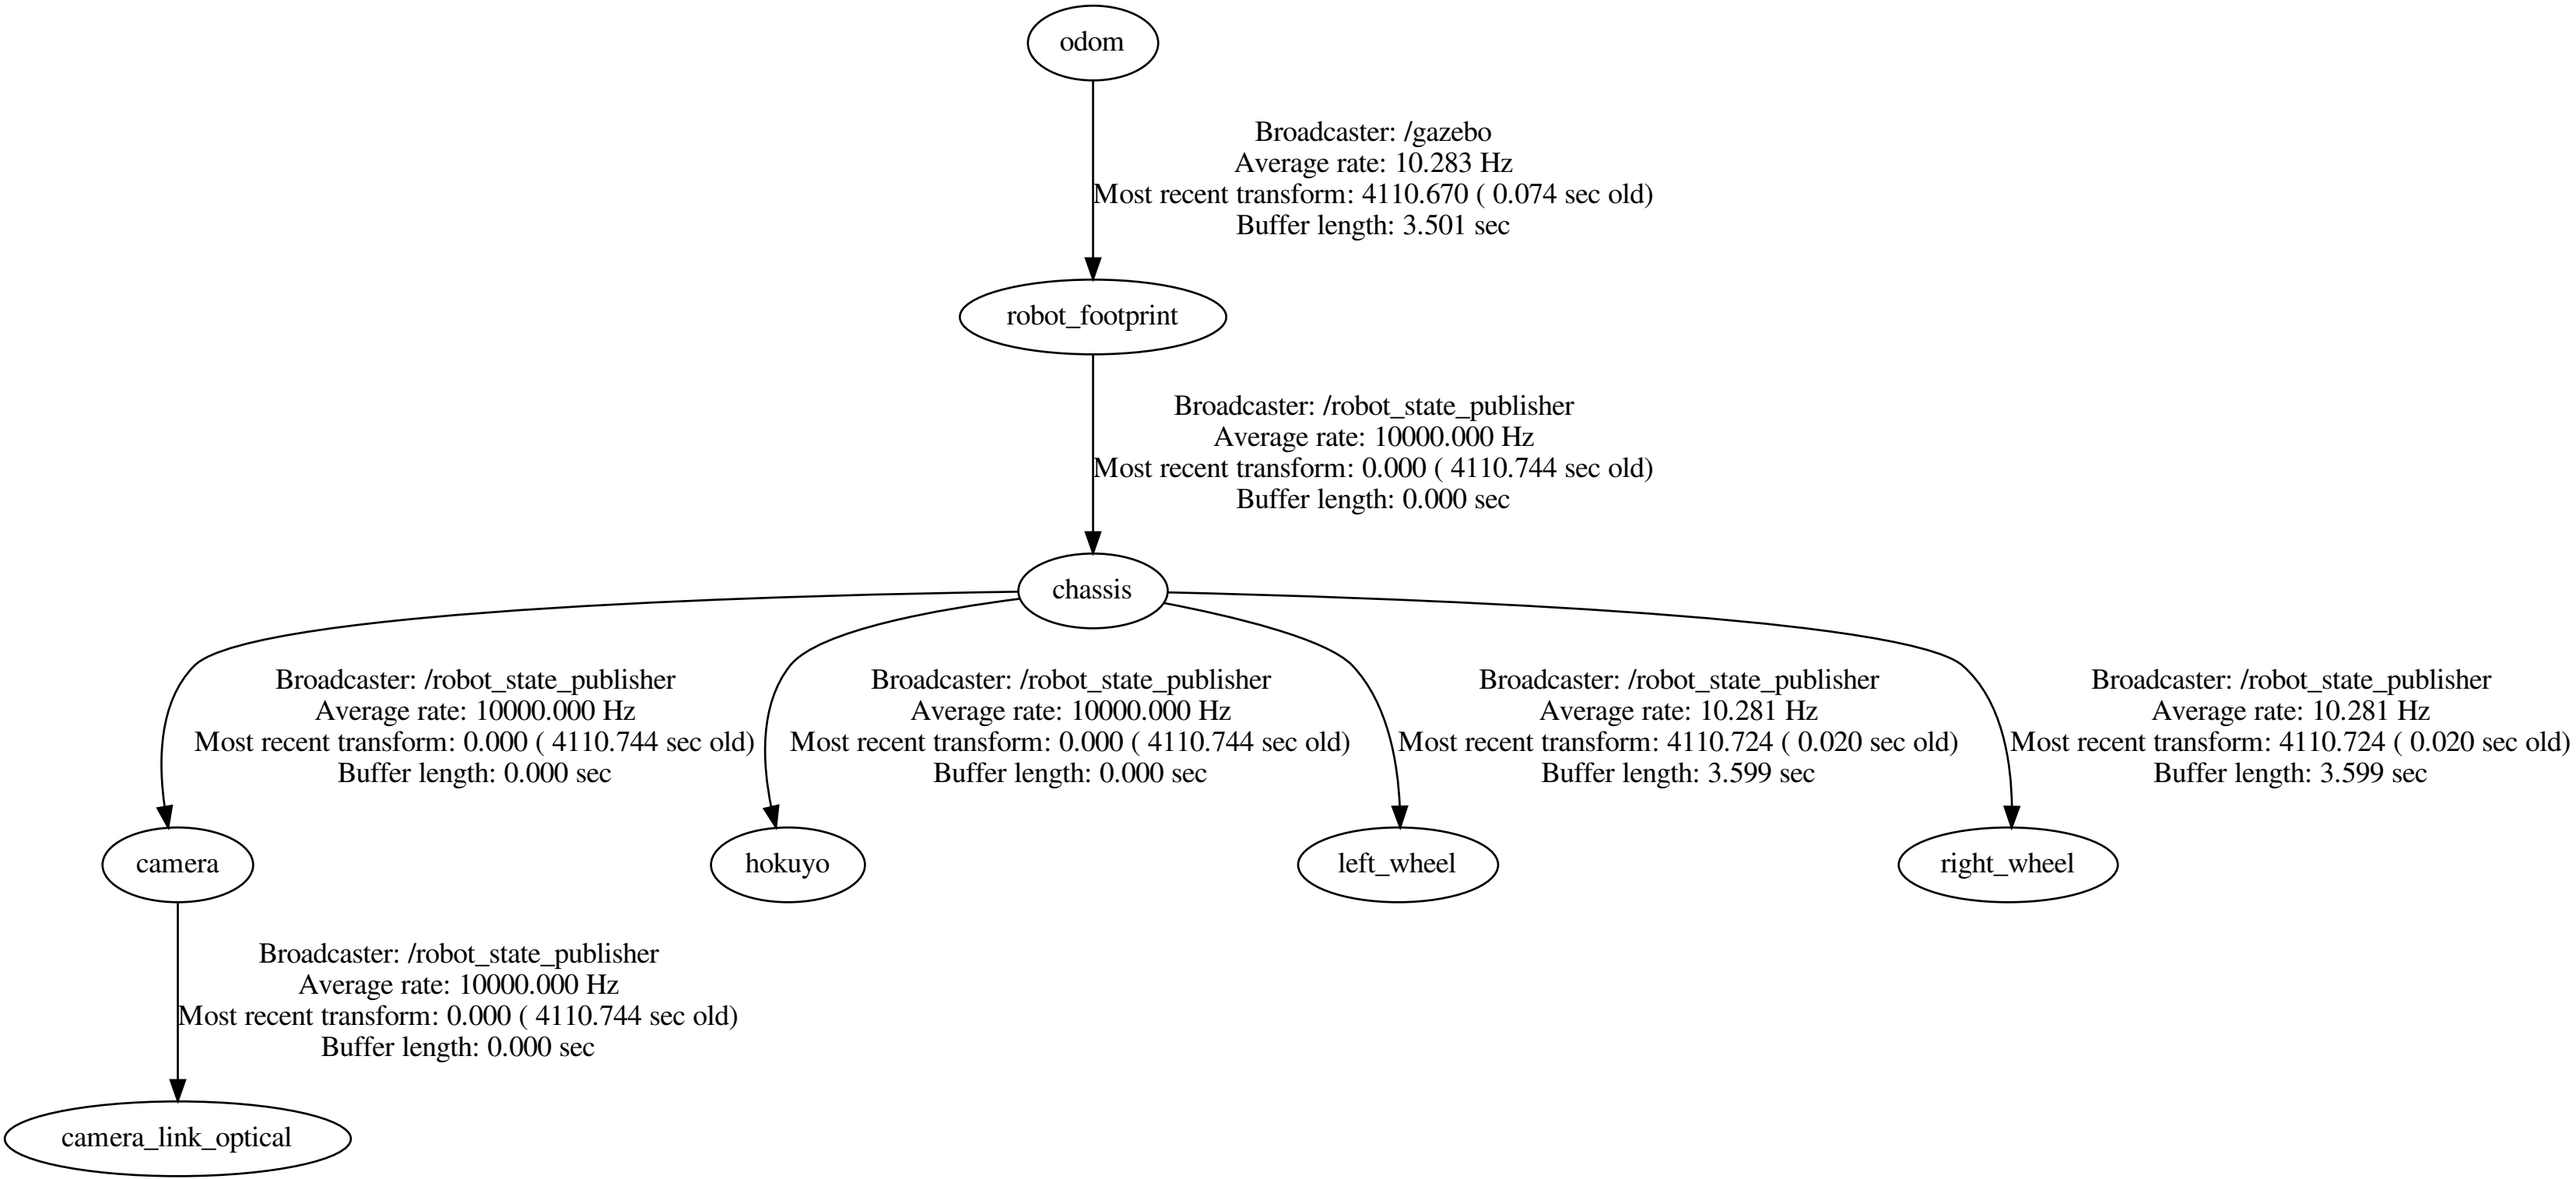 odom
Broadcaster: /gazebo
Average rate: 10.283 Hz
Most recent transform: 4110.670 ( 0.074 sec old)
Buffer length: 3.501 sec
robot_footprint
Broadcaster: /robot_state_publisher
Average rate: 10000.000 Hz
Most recent transform: 0.000 ( 4110.744 sec old)
Buffer length: 0.000 sec
chassis
Broadcaster: /robot_state_publisher
Average rate: 10000.000 Hz
Most recent transform: 0.000 ( 4110.744 sec old)
Buffer length: 0.000 sec
Broadcaster: /robot_state_publisher
Average rate: 10000.000 Hz
Most recent transform: 0.000 ( 4110.744 sec old)
Buffer length: 0.000 sec
Broadcaster: /robot_state_publisher
Average rate: 10.281 Hz
Most recent transform: 4110.724 ( 0.020 sec old)
Buffer length: 3.599 sec
Broadcaster: /robot_state_publisher
Average rate: 10.281 Hz
Most recent transform: 4110.724 ( 0.020 sec old)
Buffer length: 3.599 sec
camera
hokuyo
left_wheel
right_wheel
Broadcaster: /robot_state_publisher
Average rate: 10000.000 Hz
Most recent transform: 0.000 ( 4110.744 sec old)
Buffer length: 0.000 sec
camera_link_optical